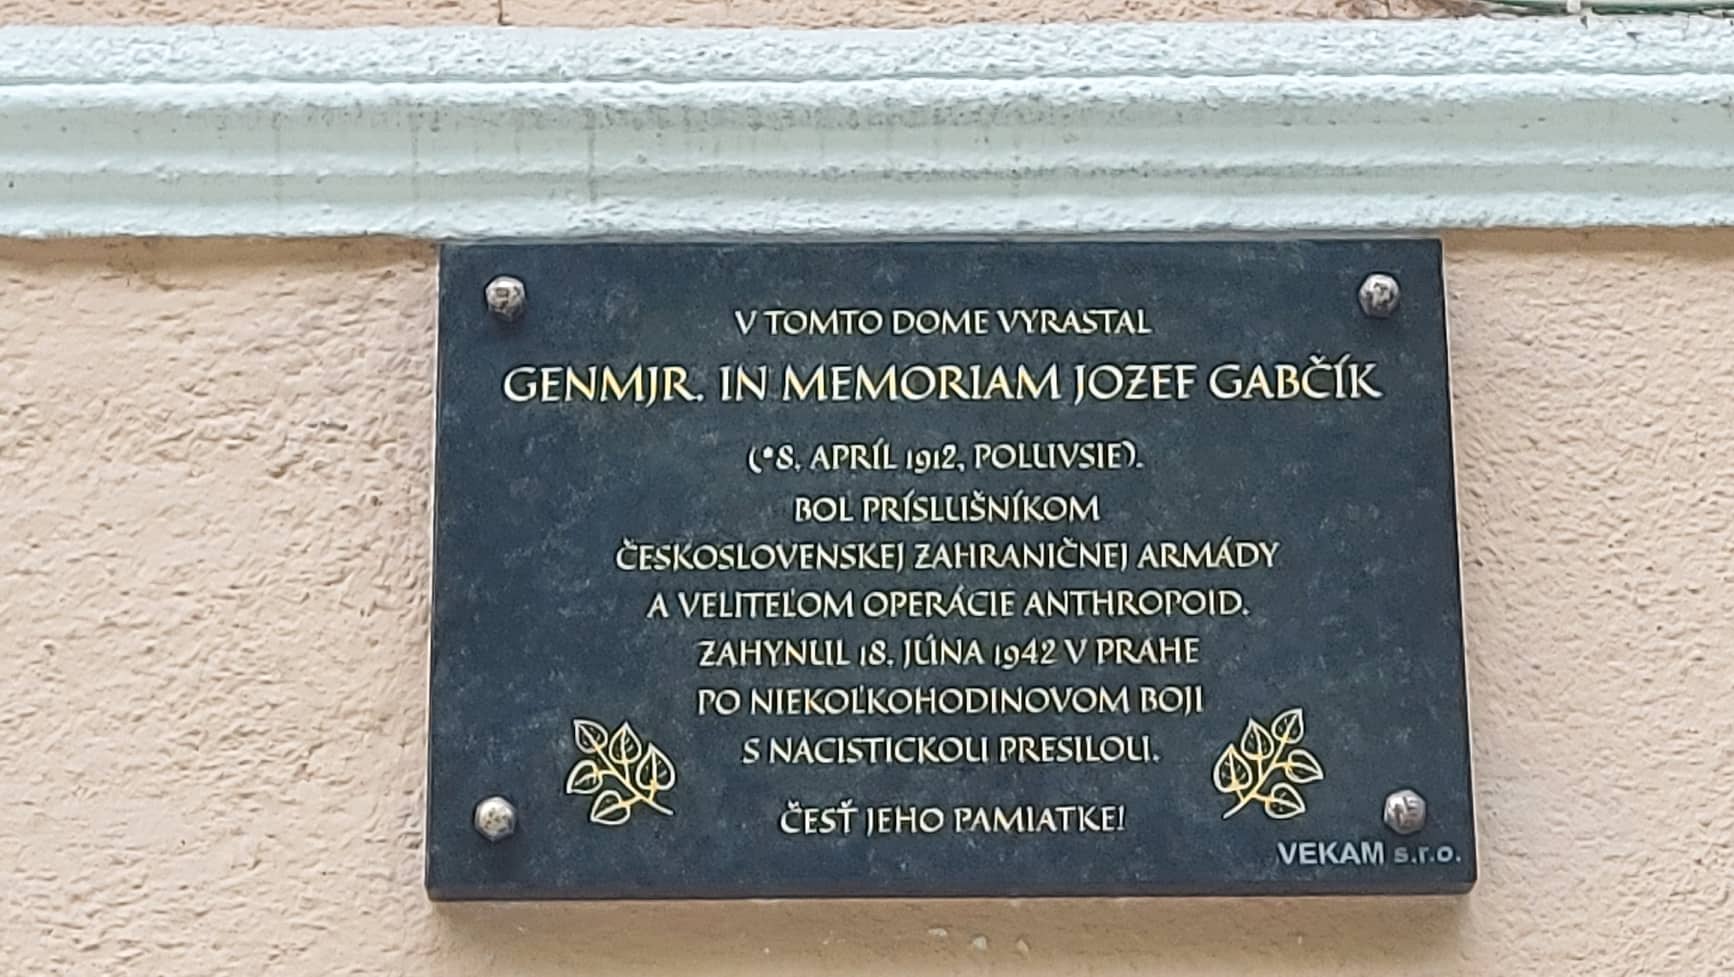 V TOMTO DOME VYRASTAL
GENMJR. IN MEMORIAM JOZEF GABČÍK
(*8. APRÍL 1912, POLUVSIE).
BOL PRÍSLUŠNÍKOM
ČESKOSLOVENSKEJ ZAHRANIČNEJ ARMÁDY
A VELITEĽOM OPERÁCIE ANTHROPOID.
ZAHYNUL 18. JÚNA 1942 V PRAHE
PO NIEKOĽKOHODINOVOM BOJI
S NACISTICKOU PRESILOU.
ČESŤ JEHO PAMIATKE!
VEKAM s.r.o.